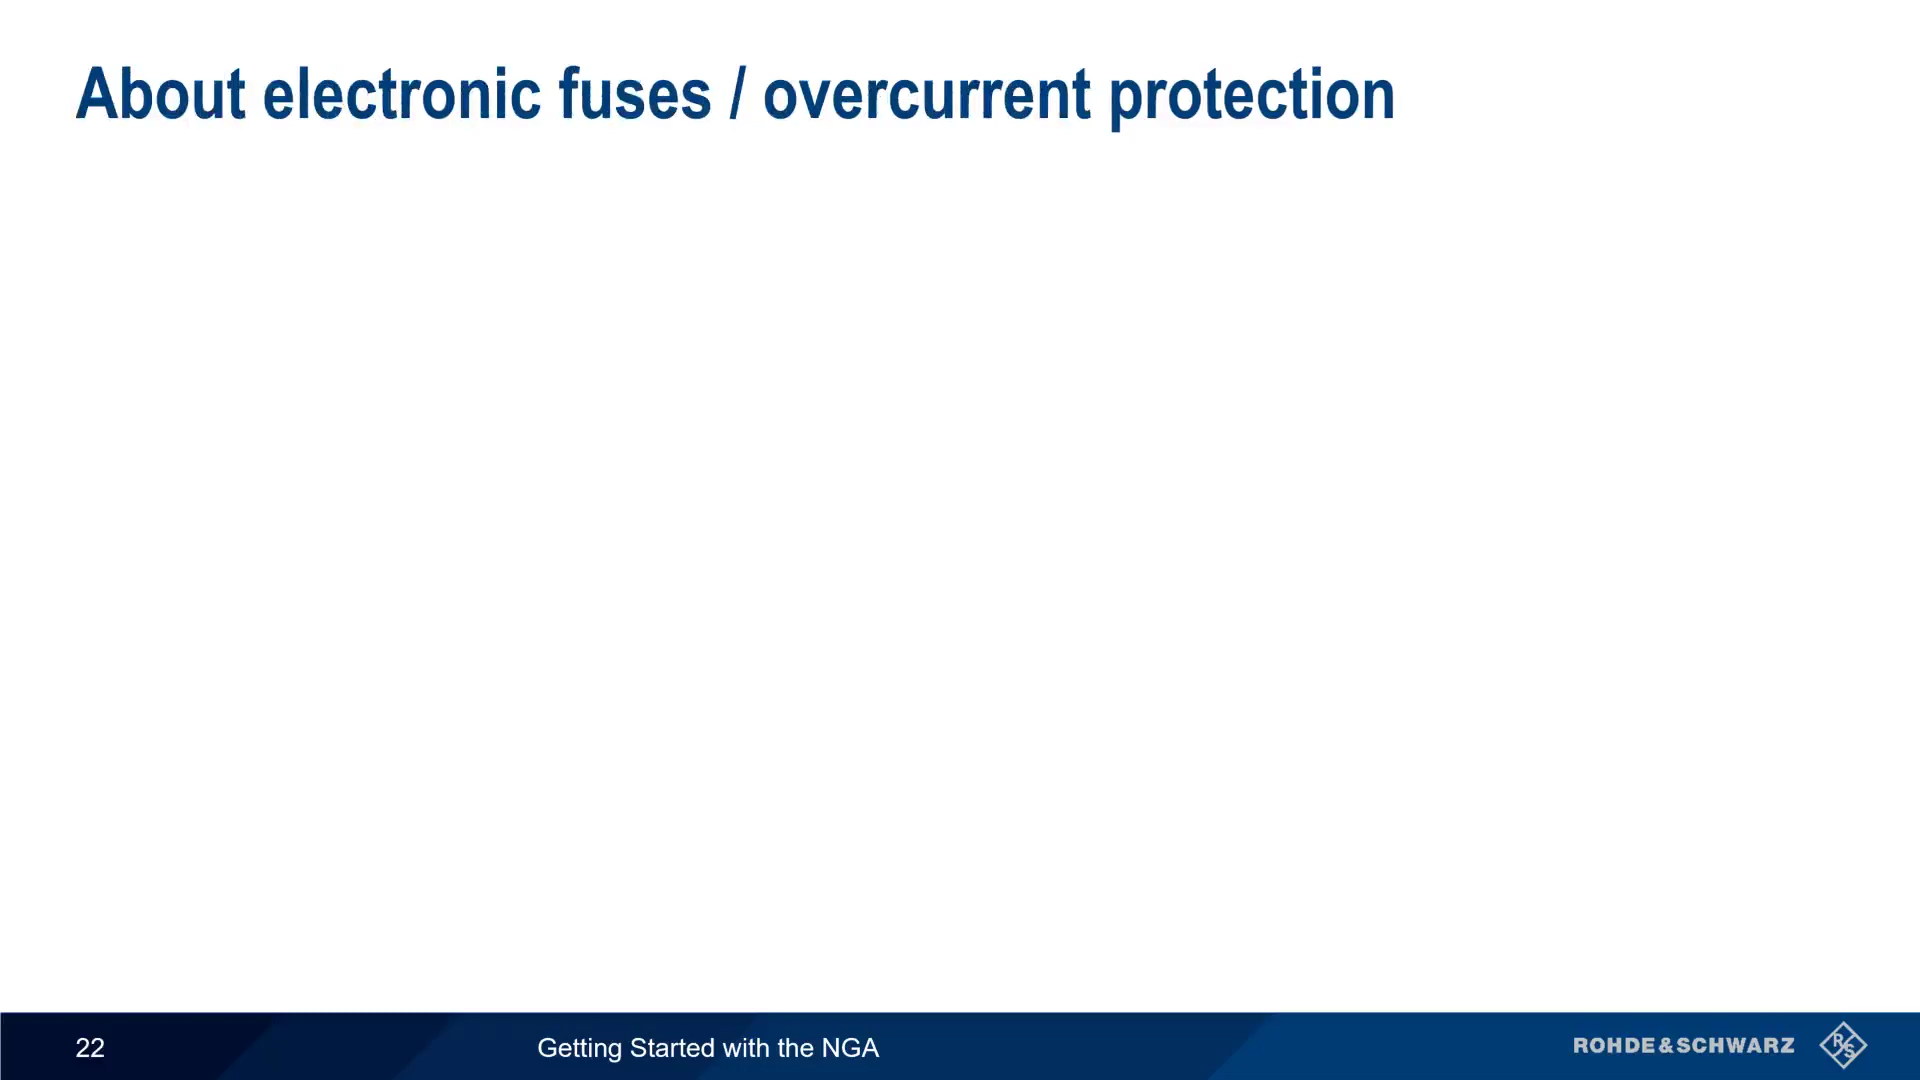 About electronic fuses / overcurrent protection
22
Getting Started with the NGA
ROHDE&SCHWARZ
R&S